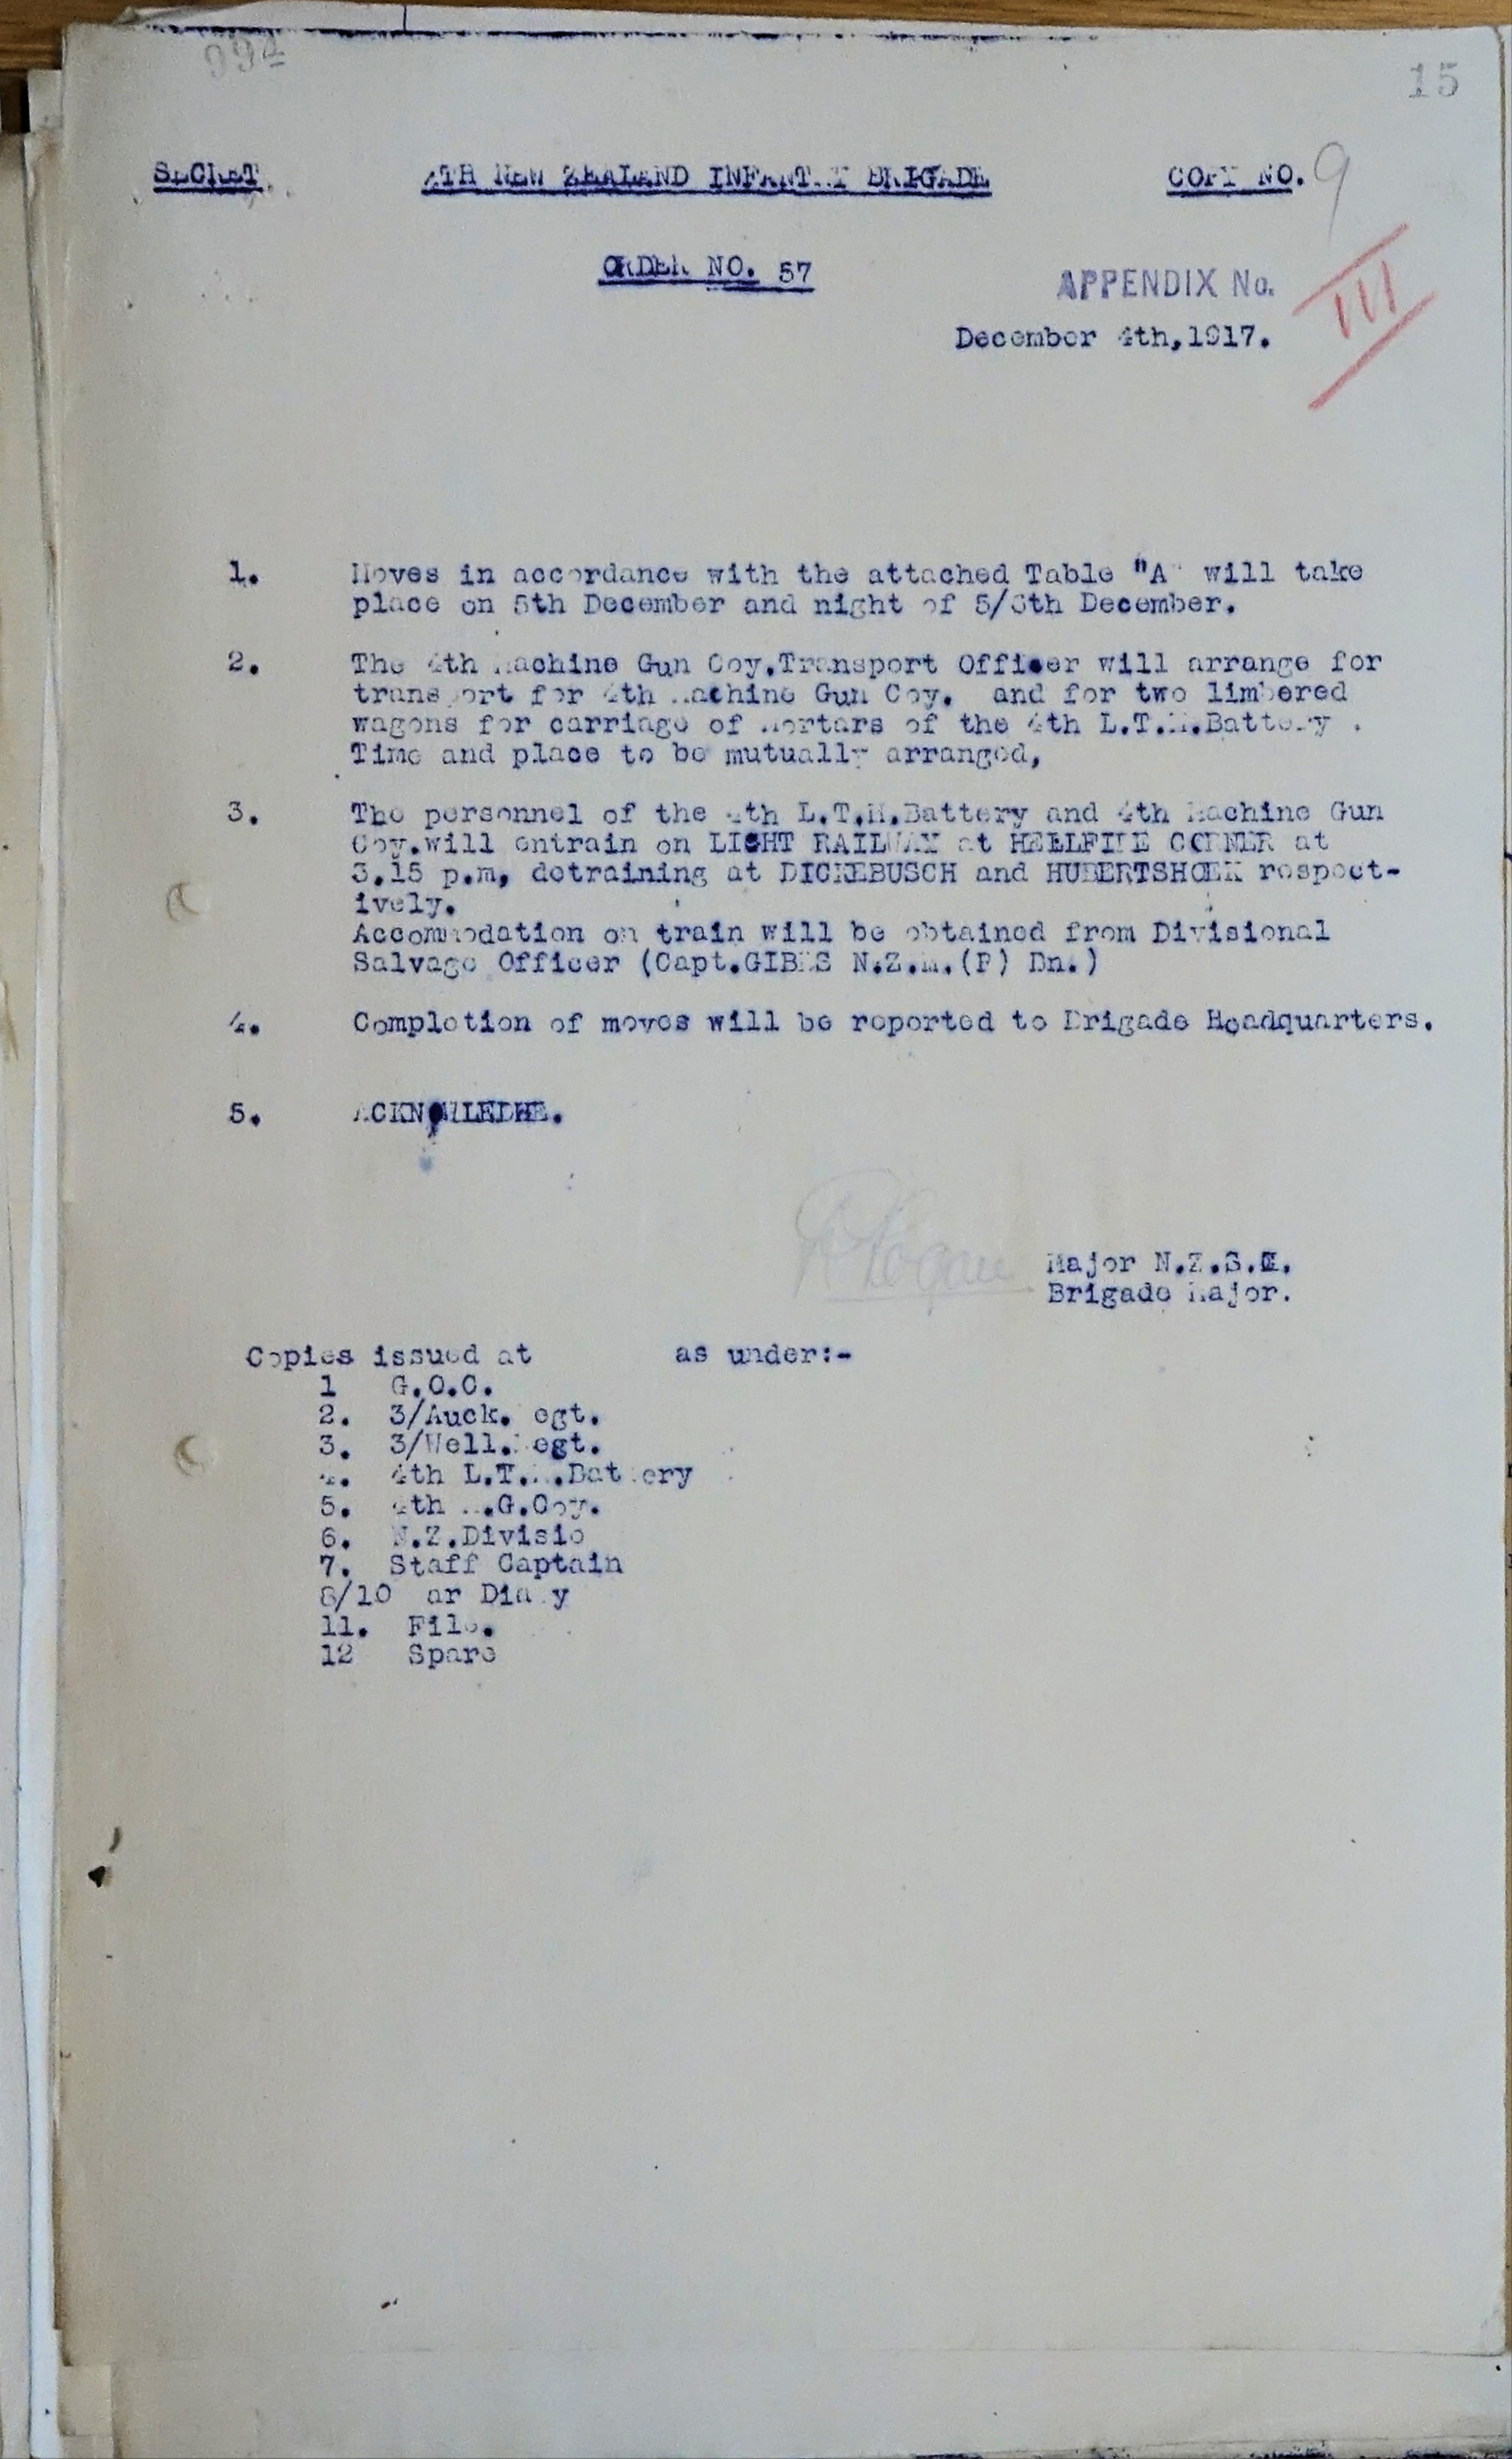 15
SECRET.
4TH NEW ZEALAND INFANTRY BRIGADE
COPY NO. 9
ORDER NO. 57
APPENDIX No. III
December 4th, 1917.
1. Moves in accordance with the attached Table "A" will take
place on 5th December and night of 5/6th December.
2. The 4th Machine Gun Coy. Transport Officer will arrange for
transport for 4th Machine Gun Coy. and for two limbered
wagons for carriage of mortars of the 4th L.T.M.Battery .
Time and place to be mutually arranged,
3. The personnel of the 4th L.T.M.Battery and 4th Machine Gun
Coy.will entrain on LIGHT RAILWAY at HELLFIRE CORNER at
3.15 p.m, detraining at DICKEBUSCH and HUBERTSHOEK respect-
ively.
Accommodation on train will be obtained from Divisional
Salvage Officer (Capt.GIBBS N.Z.M.(P) Bn.)
4. Completion of moves will be reported to Brigade Headquarters.
5. ACKNOWLEDHE.
Major N.Z.S.C.
Brigade Major.
Copies issued at as under:-
1 G.O.C.
2. 3/Auck. Regt.
3. 3/Well. Regt.
4. 4th L.T.M.Battery
5. 4th M.G.Coy.
6. N.Z.Divisio
7. Staff Captain
8/10 War Diary
11. File.
12 Spare